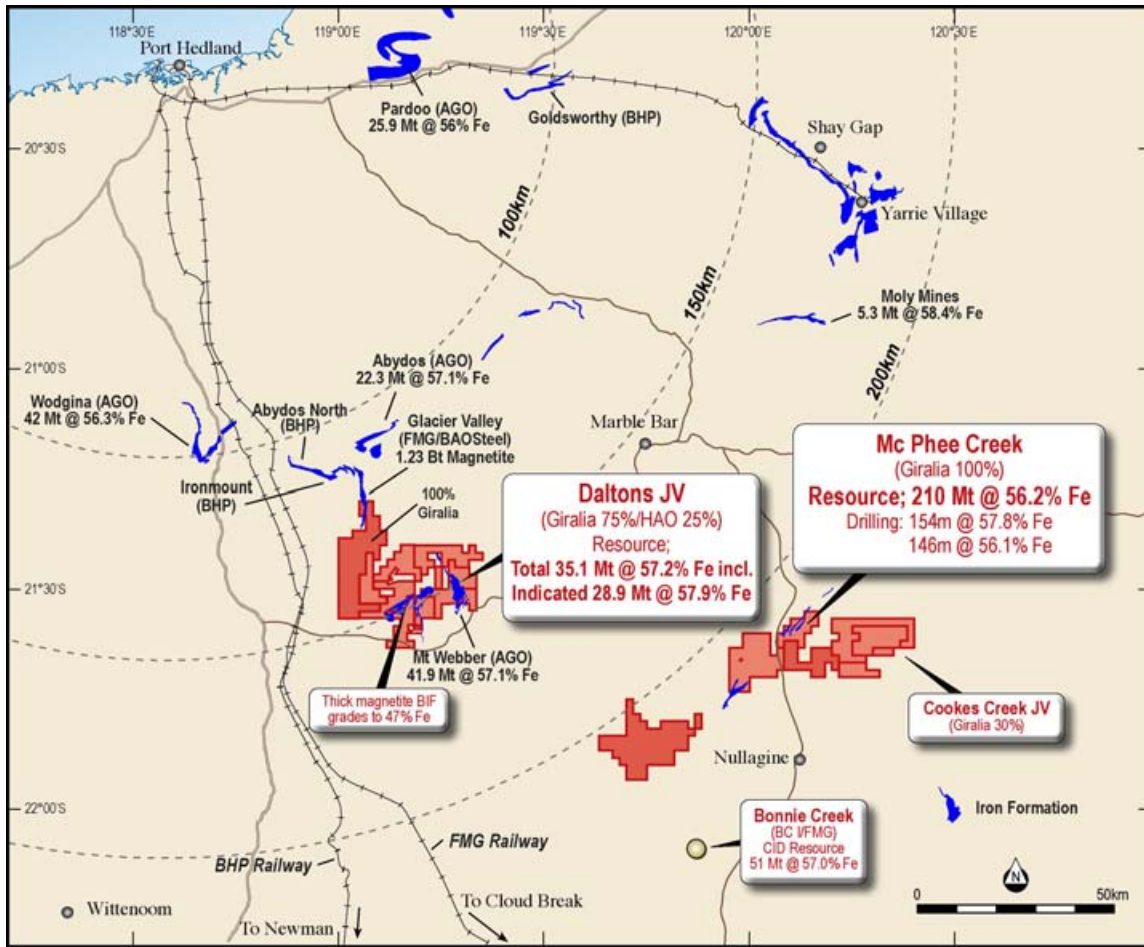 118°30'E
119°00'E
119°30'E
120°00'E
120°30'E
Port Hedland
Pardoo (AGO)
25.9 Mt @ 56% Fe
Goldsworthy (BHP)
Shay Gap
20°30'S
Yarrie Village
100km
150km
200km
Moly Mines
5.3 Mt @ 58.4% Fe
21°00'S
Abydos (AGO)
22.3 Mt @ 57.1% Fe
Wodgina (AGO)
42 Mt @ 56.3% Fe
Abydos North
(BHP)
Glacier Valley
(FMG/BAOSteel)
1.23 Bt Magnetite
Marble Bar
Ironmount
(BHP)
100%
Giralia
Daltons JV
(Giralia 75%/HAO 25%)
Resource;
Total 35.1 Mt @ 57.2% Fe incl.
Indicated 28.9 Mt @ 57.9% Fe
Mc Phee Creek
(Giralia 100%)
Resource; 210 Mt @ 56.2% Fe
Drilling: 154m @ 57.8% Fe
146m @ 56.1% Fe
21°30'S
Mt Webber (AGO)
41.9 Mt @ 57.1% Fe
Thick magnetite BIF
grades to 47% Fe
Cookes Creek JV
(Giralia 30%)
Nullagine
22°00'S
Bonnie Creek
(BC I/FMG)
CID Resource
51 Mt @ 57.0% Fe
Iron Formation
BHP Railway
FMG Railway
N
0
50km
Wittenoom
To Newman
To Cloud Break